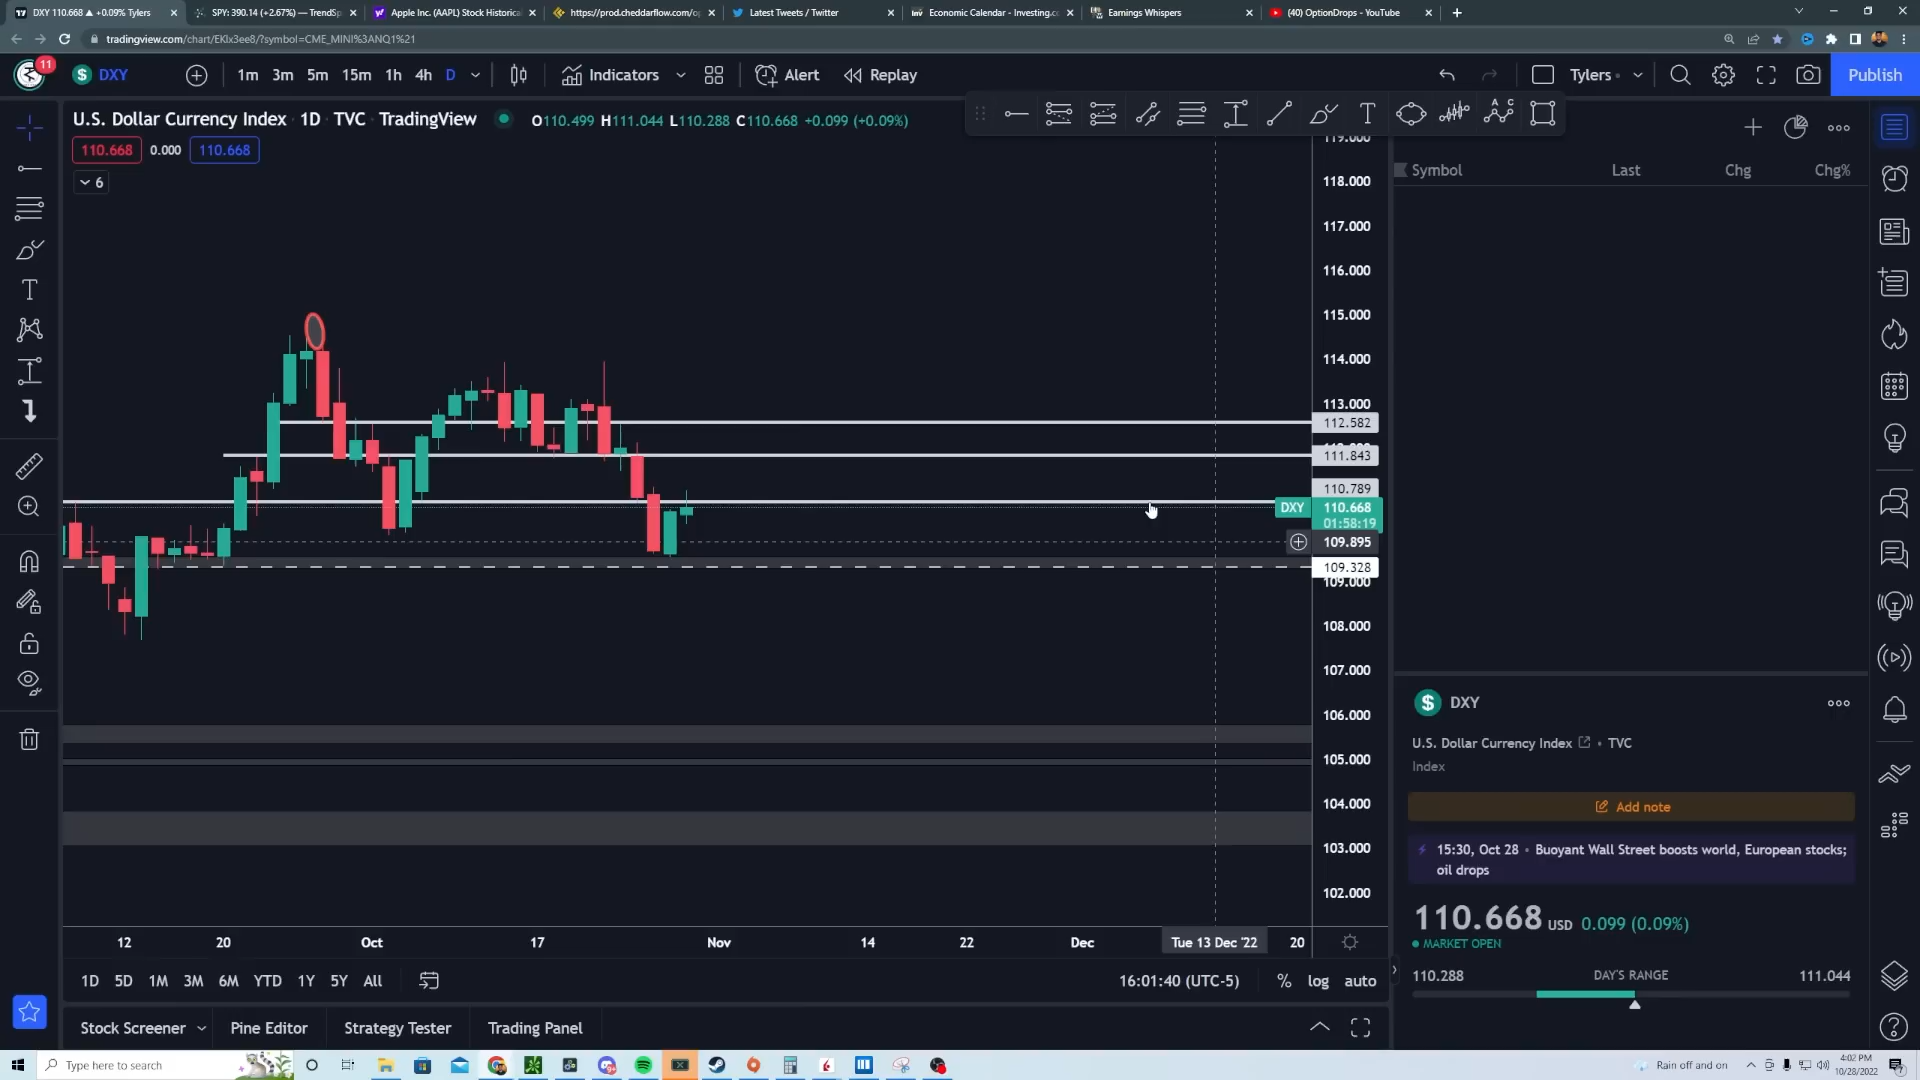 DXY 110.668 ▲ +0.09% Tylers
SPY: 390.14 (+2.67%) — TrendSp
Apple Inc. (AAPL) Stock Historical
https://prod.cheddarflow.com/o
Latest Tweets / Twitter
Economic Calendar - Investing.c
Earnings Whispers
(40) OptionDrops - YouTube
tradingview.com/chart/EKlx3ee8/?symbol=CME_MINI%3ANQ1%21
11
DXY
1m 3m 5m 15m 1h 4h D
Indicators
Alert
Replay
Tylers
Publish
U.S. Dollar Currency Index 1D TVC TradingView
O110.499 H111.044 L110.288 C110.668 +0.099 (+0.09%)
110.668 0.000 110.668
6
Symbol Last Chg Chg%
119.000
118.000
117.000
116.000
115.000
114.000
113.000
112.582
111.843
110.789
DXY 110.668
01:58:19
109.895
109.328
109.000
108.000
107.000
106.000
105.000
104.000
103.000
102.000
12 20 Oct 17 Nov 14 22 Dec Tue 13 Dec '22 20
1D 5D 1M 3M 6M YTD 1Y 5Y All
16:01:40 (UTC-5) % log auto
Stock Screener Pine Editor Strategy Tester Trading Panel
DXY
U.S. Dollar Currency Index • TVC
Index
Add note
15:30, Oct 28 • Buoyant Wall Street boosts world, European stocks;
oil drops
110.668 USD 0.099 (0.09%)
MARKET OPEN
110.288 DAY'S RANGE 111.044
Type here to search
Rain off and on
4:02 PM
10/28/2022